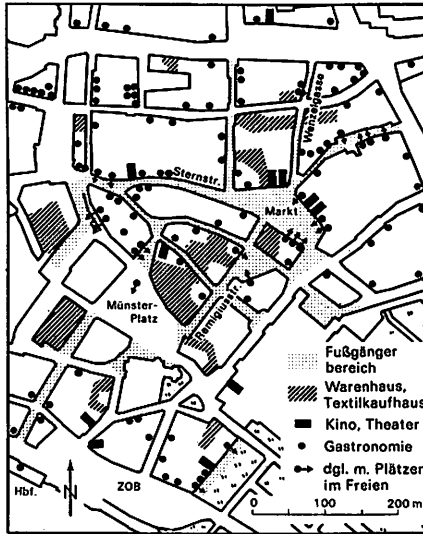 Wenzelgasse
Sternstr.
Markt
Münster-
Platz
Remigiusstr.
Fußgänger
bereich
Warenhaus,
Textilkaufhaus
Kino, Theater
Gastronomie
dgl. m. Plätzen
im Freien
Hbf.
N
ZOB
0 200 m